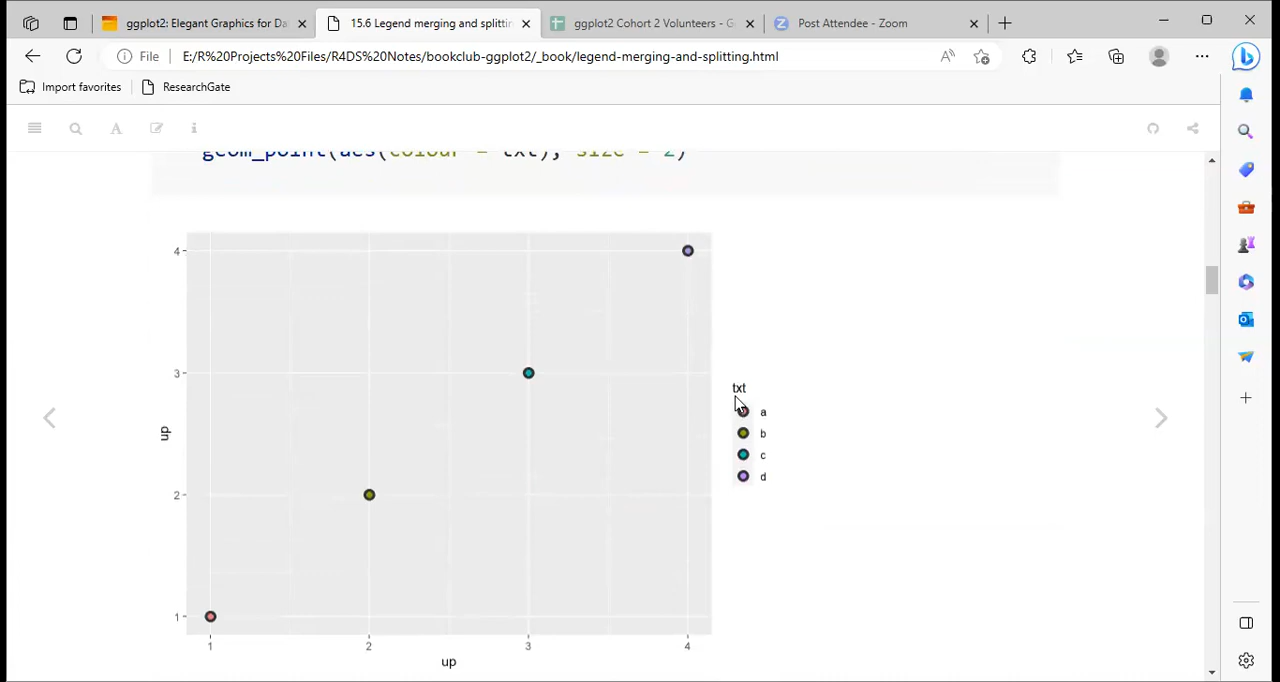 ggplot2: Elegant Graphics for Da
15.6 Legend merging and splittin
ggplot2 Cohort 2 Volunteers - G
Post Attendee - Zoom
File
E:/R%20Projects%20Files/R4DS%20Notes/bookclub-ggplot2/_book/legend-merging-and-splitting.html
Import favorites
ResearchGate
geom_point(aes(colour = txt), size = 2)
4
3
2
1
up
1
2
3
4
up
txt
a
b
c
d